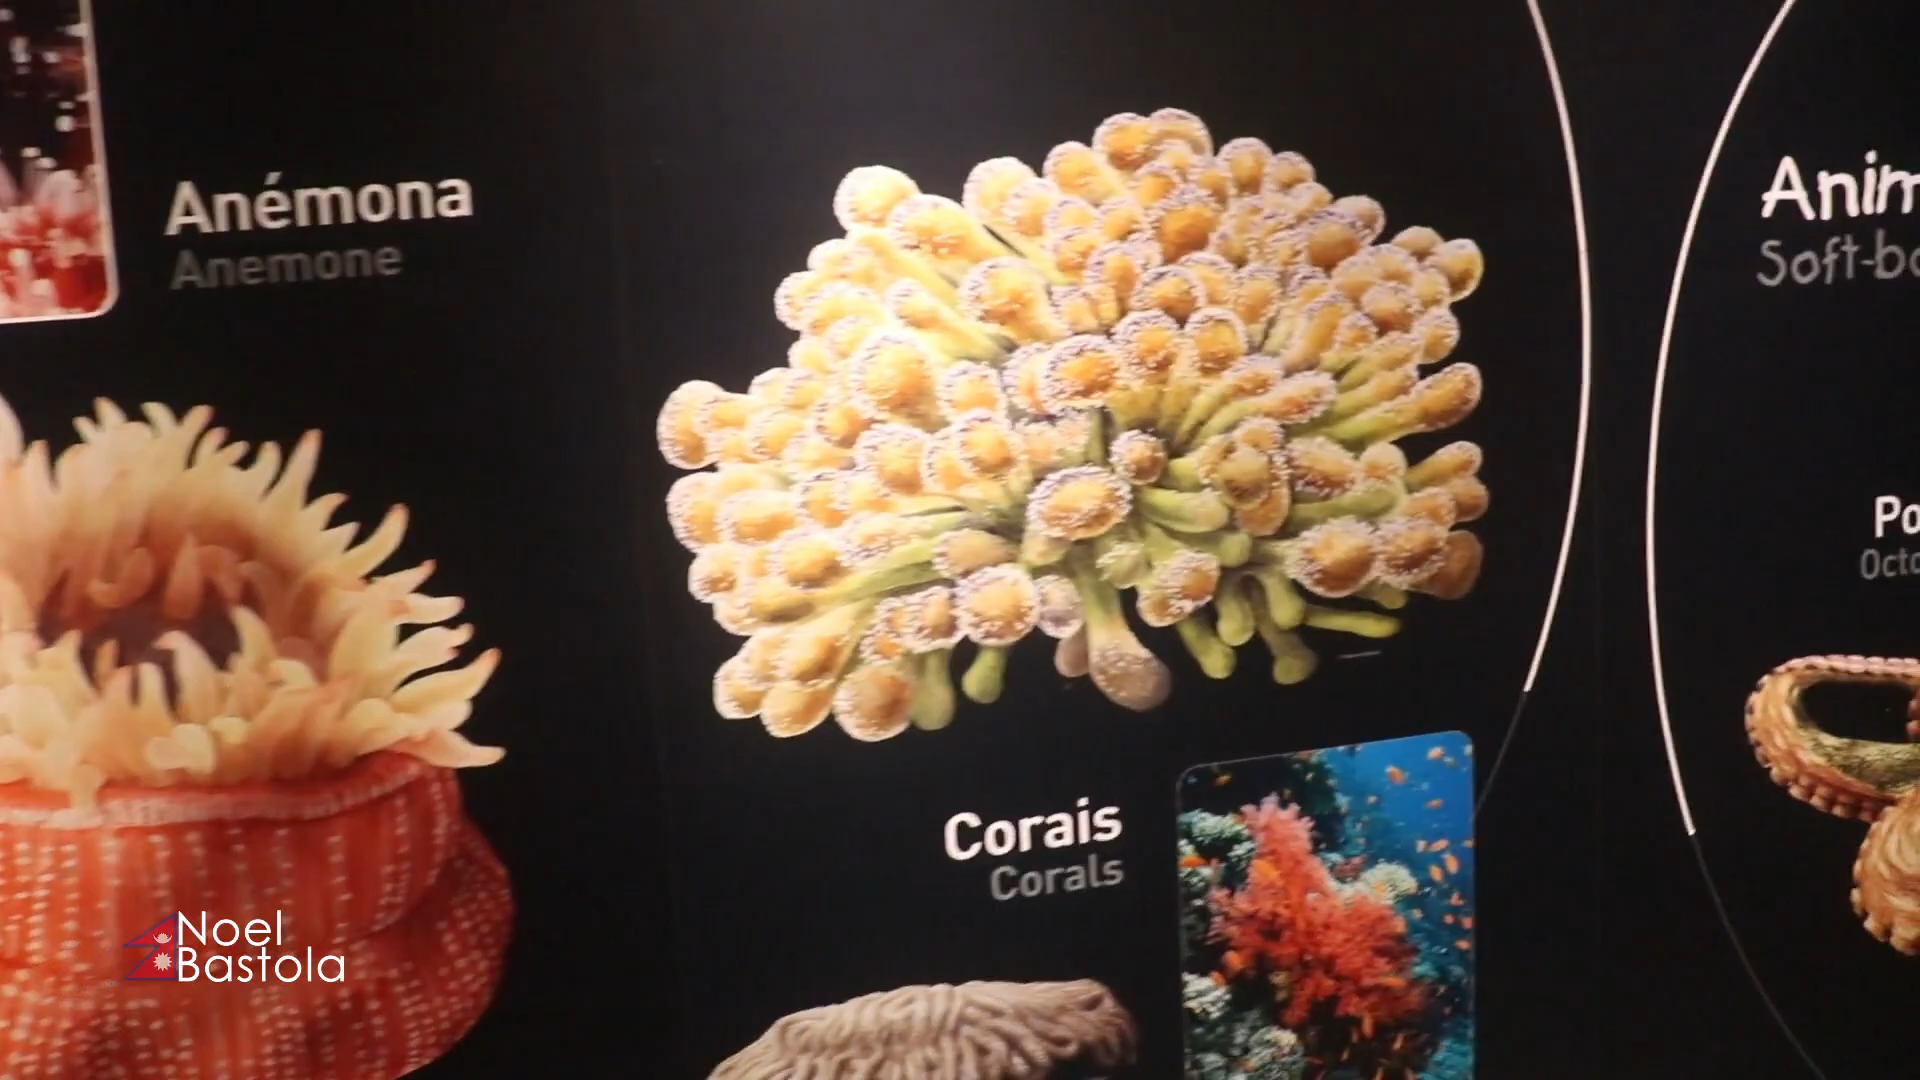 Anémona
Anemone
Corais
Corals
Noel
Bastola